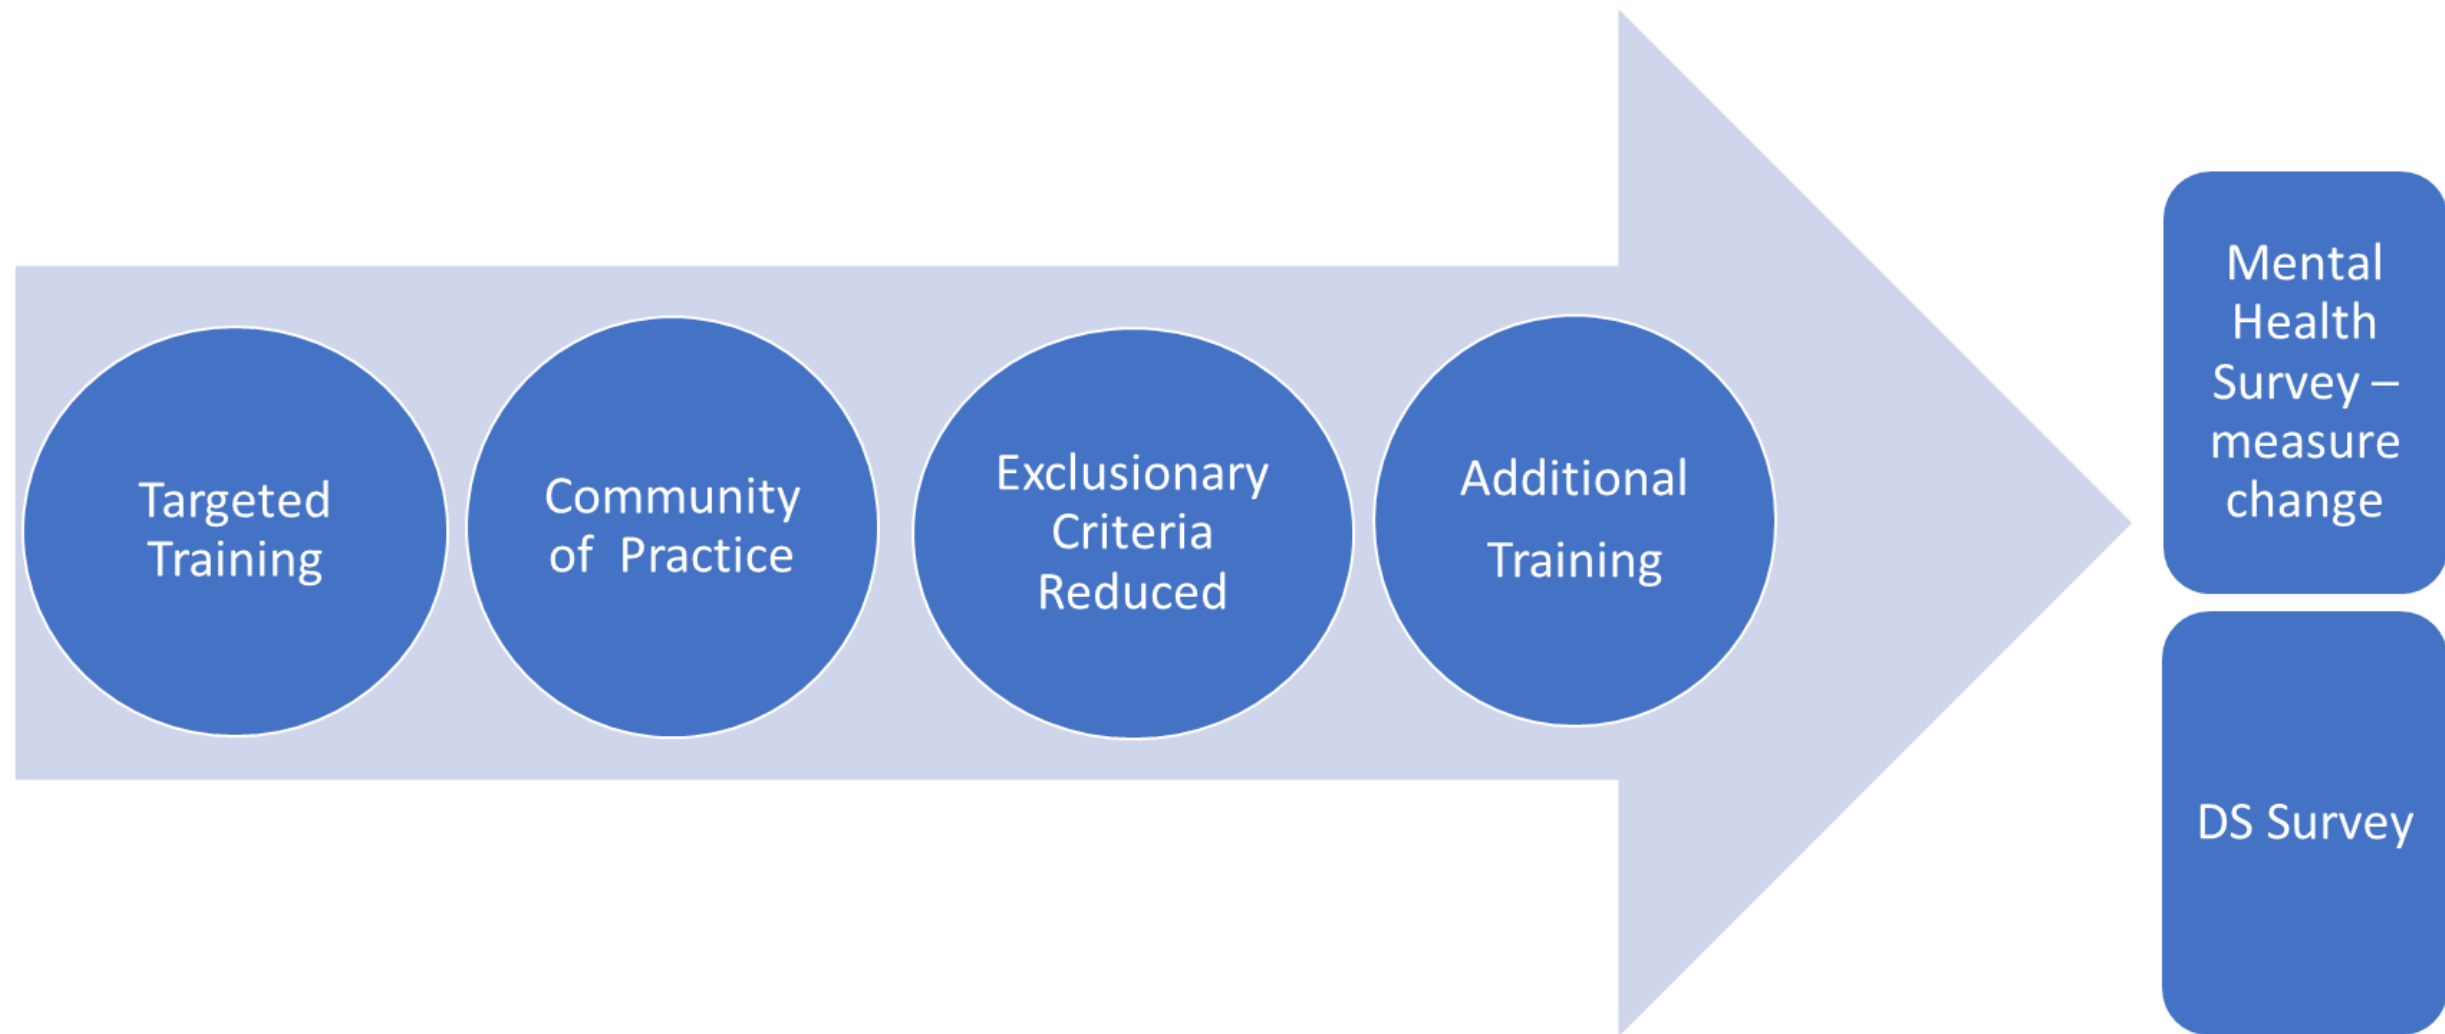 Targeted
Training
Community
of  Practice
Exclusionary
Criteria
Reduced
Additional
Training
Mental
Health
Survey –
measure
change
DS Survey